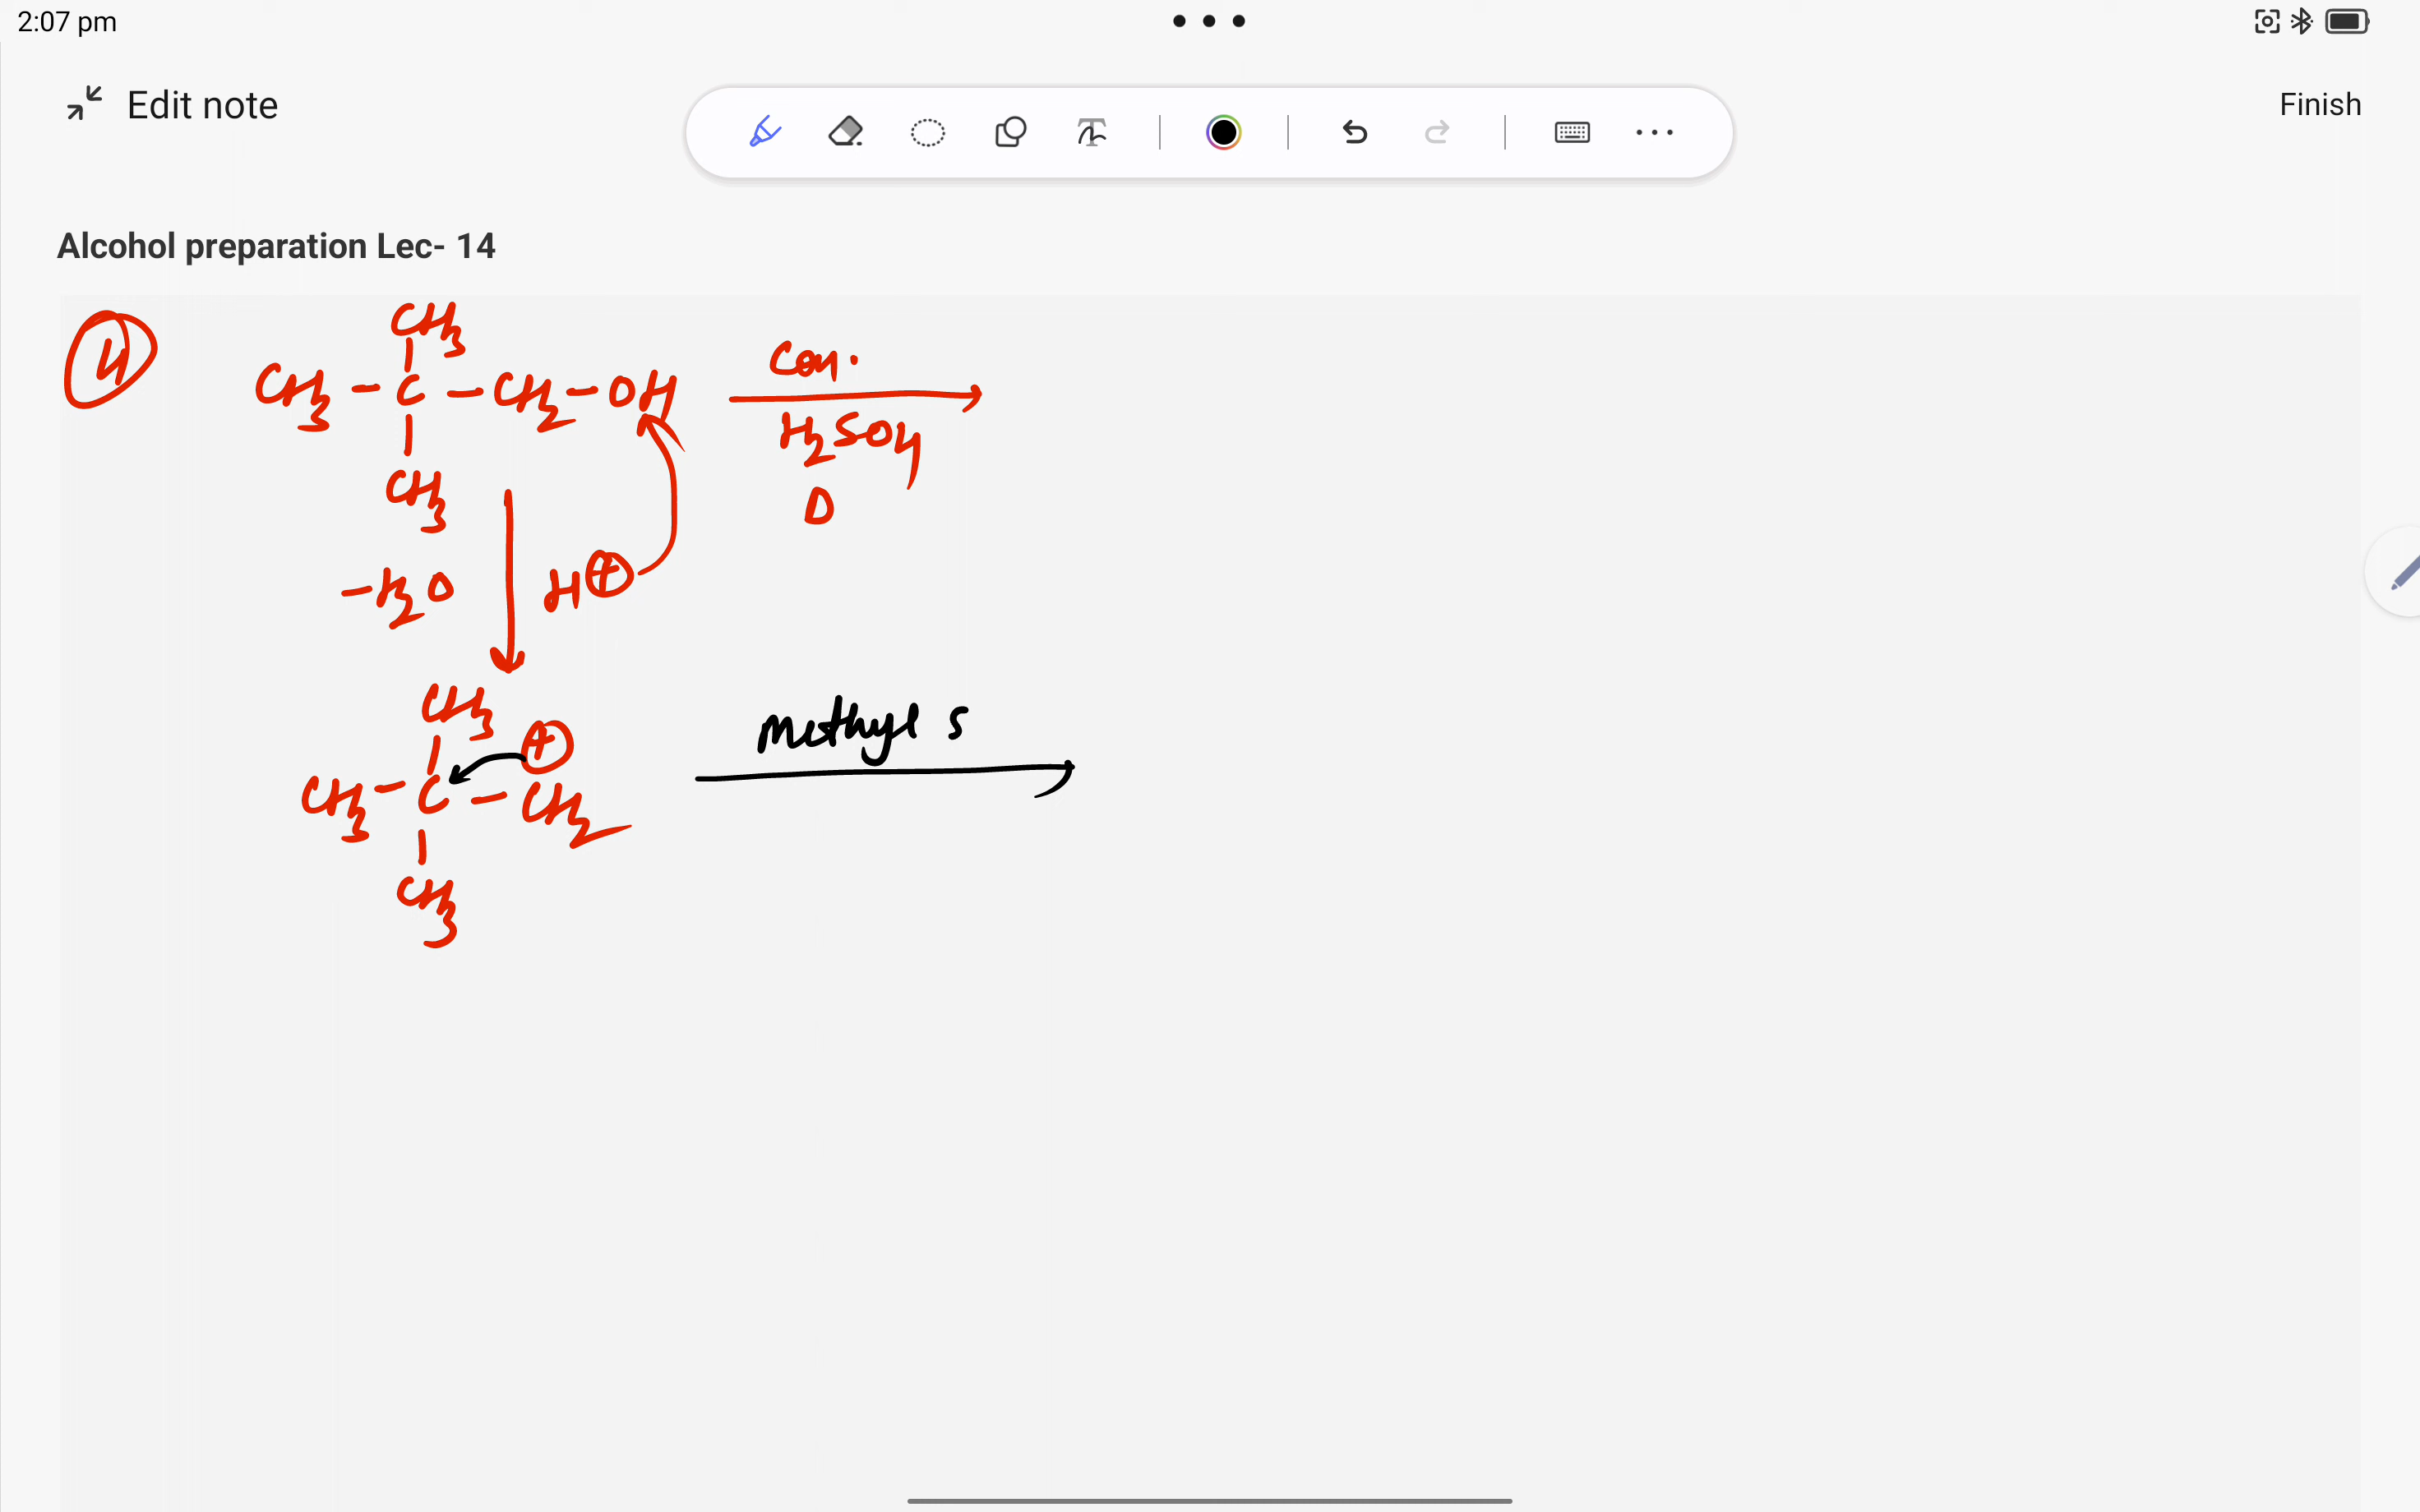 2:07 pm
Edit note
Finish
Alcohol preparation Lec- 14
4
CH3
CH3 - C - CH2 - OH
CH3
Con.
H2SO4
Δ
-H2O
H⊕
CH3
⊕
CH3 - C - CH2
CH3
methyl s